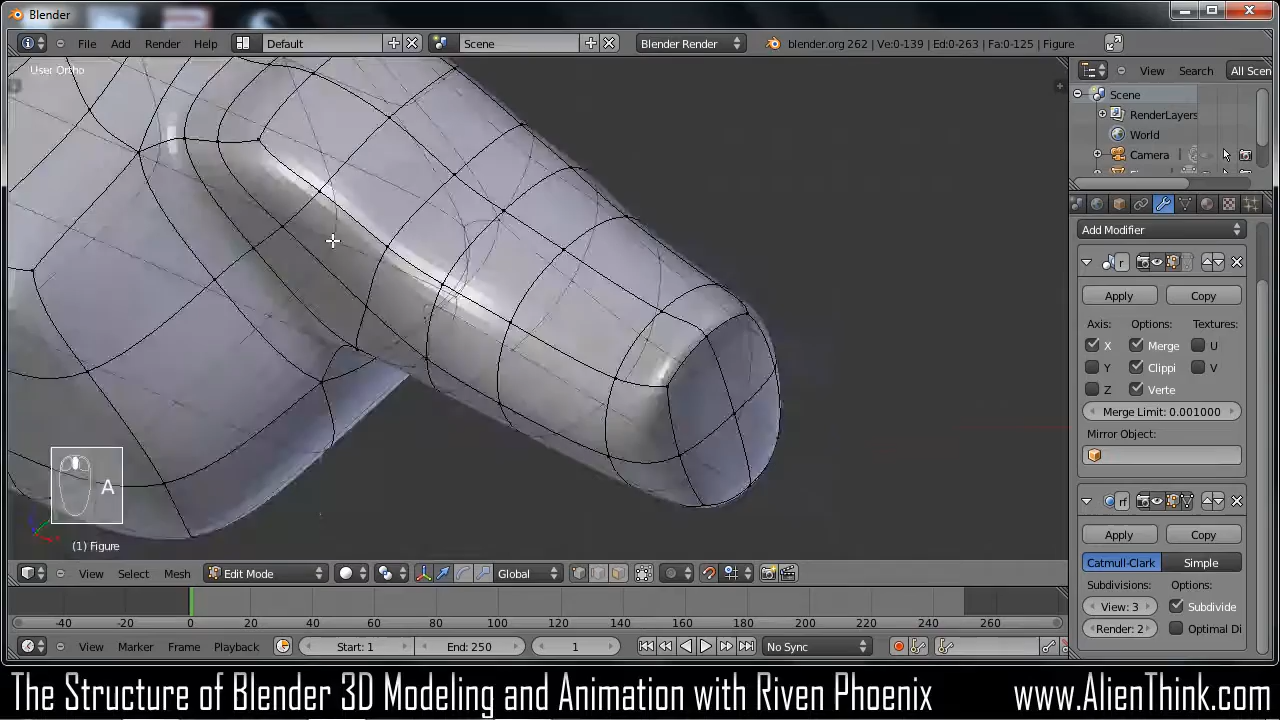 Blender
File Add Render Help Default Scene Blender Render blender.org 262 | Ve:0-139 | Ed:0-263 | Fa:0-125 | Figure
User Ortho
View Search All Scen
Scene
RenderLayers
World
Camera
Add Modifier
Apply Copy
Axis: Options: Textures:
X Merge U
Y Clippi V
Z Verte
Merge Limit: 0.001000
Mirror Object:
A
(1) Figure
Apply Copy
Catmull-Clark Simple
Subdivisions: Options:
View: 3 Subdivide
Render: 2 Optimal Di
View Select Mesh Edit Mode Global
-40 -20 0 20 40 60 80 100 120 140 160 180 200 220 240 260
View Marker Frame Playback Start: 1 End: 250 1 No Sync
The Structure of Blender 3D Modeling and Animation with Riven Phoenix www.AlienThink.com